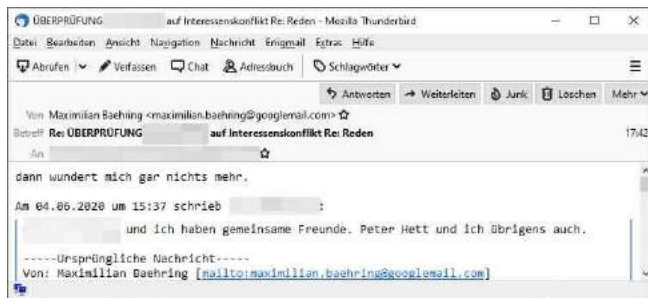 ÜBERPRÜFUNG auf Interessenskonflikt Re: Reden - Mozilla Thunderbird
Datei Bearbeiten Ansicht Navigation Nachricht Enigmail Extras Hilfe
Abrufen Verfassen Chat Adressbuch Schlagwörter
Antworten Weiterleiten Junk Löschen Mehr
Von Maximilian Baehring <maximilian.baehring@googlemail.com>
Betreff Re: ÜBERPRÜFUNG auf Interessenskonflikt Re: Reden 17:42
An
dann wundert mich gar nichts mehr.
Am 04.06.2020 um 15:37 schrieb :
und ich haben gemeinsame Freunde. Peter Hett und ich übrigens auch.
-----Ursprüngliche Nachricht-----
Von: Maximilian Baehring [mailto:maximilian.baehring@googlemail.com]